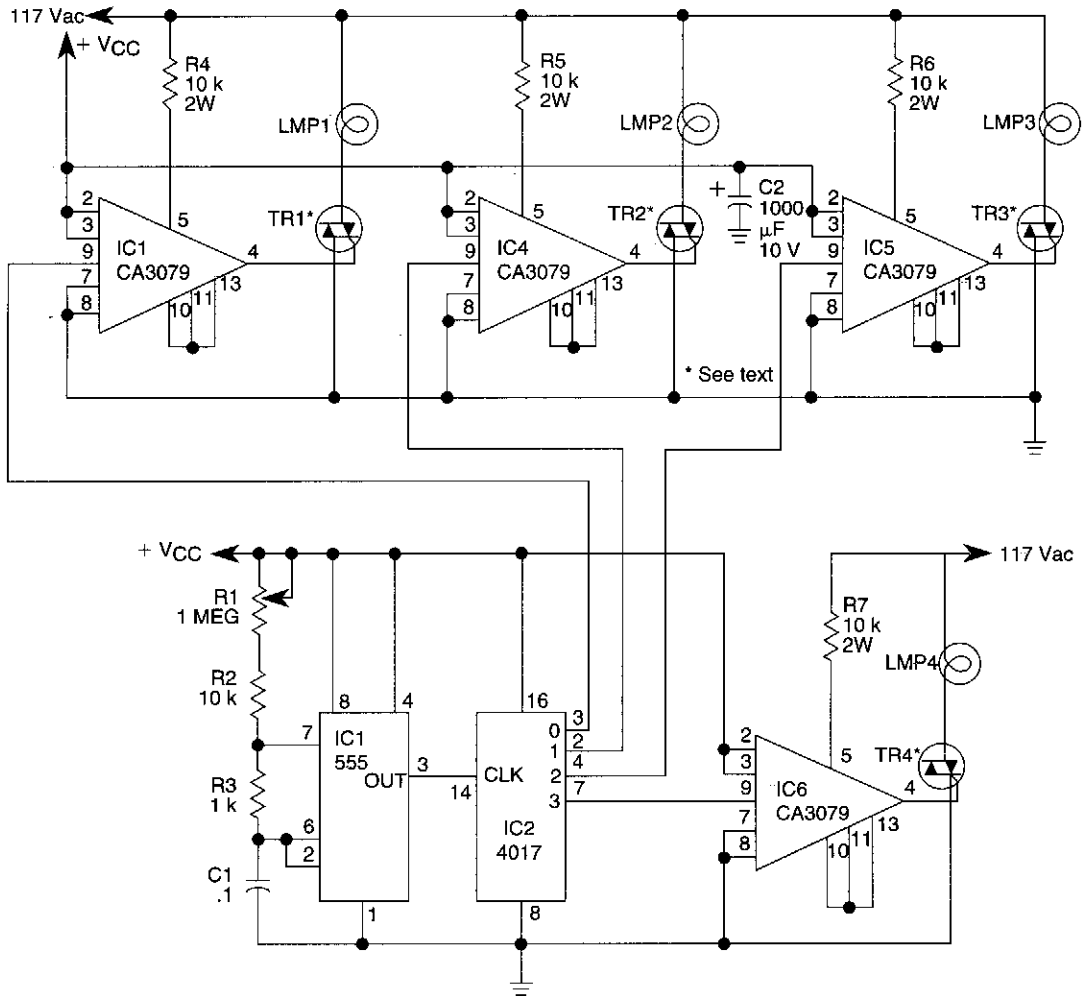 117 Vac
+ VCC
R4
10 k
2W
LMP1
R5
10 k
2W
LMP2
R6
10 k
2W
LMP3
2
3
9
7
8
5
IC1
CA3079
4
10
11
13
TR1*
2
3
9
7
8
5
IC4
CA3079
4
10
11
13
TR2*
+
C2
1000
µF
10 V
2
3
9
7
8
5
IC5
CA3079
4
10
11
13
TR3*
* See text
+ VCC
117 Vac
R1
1 MEG
R2
10 k
R3
1 k
C1
.1
7
6
2
8
4
IC1
555
OUT
3
1
14
16
CLK
IC2
4017
0
1
2
3
3
2
4
7
8
R7
10 k
2W
LMP4
2
3
9
7
8
5
IC6
CA3079
4
10
11
13
TR4*